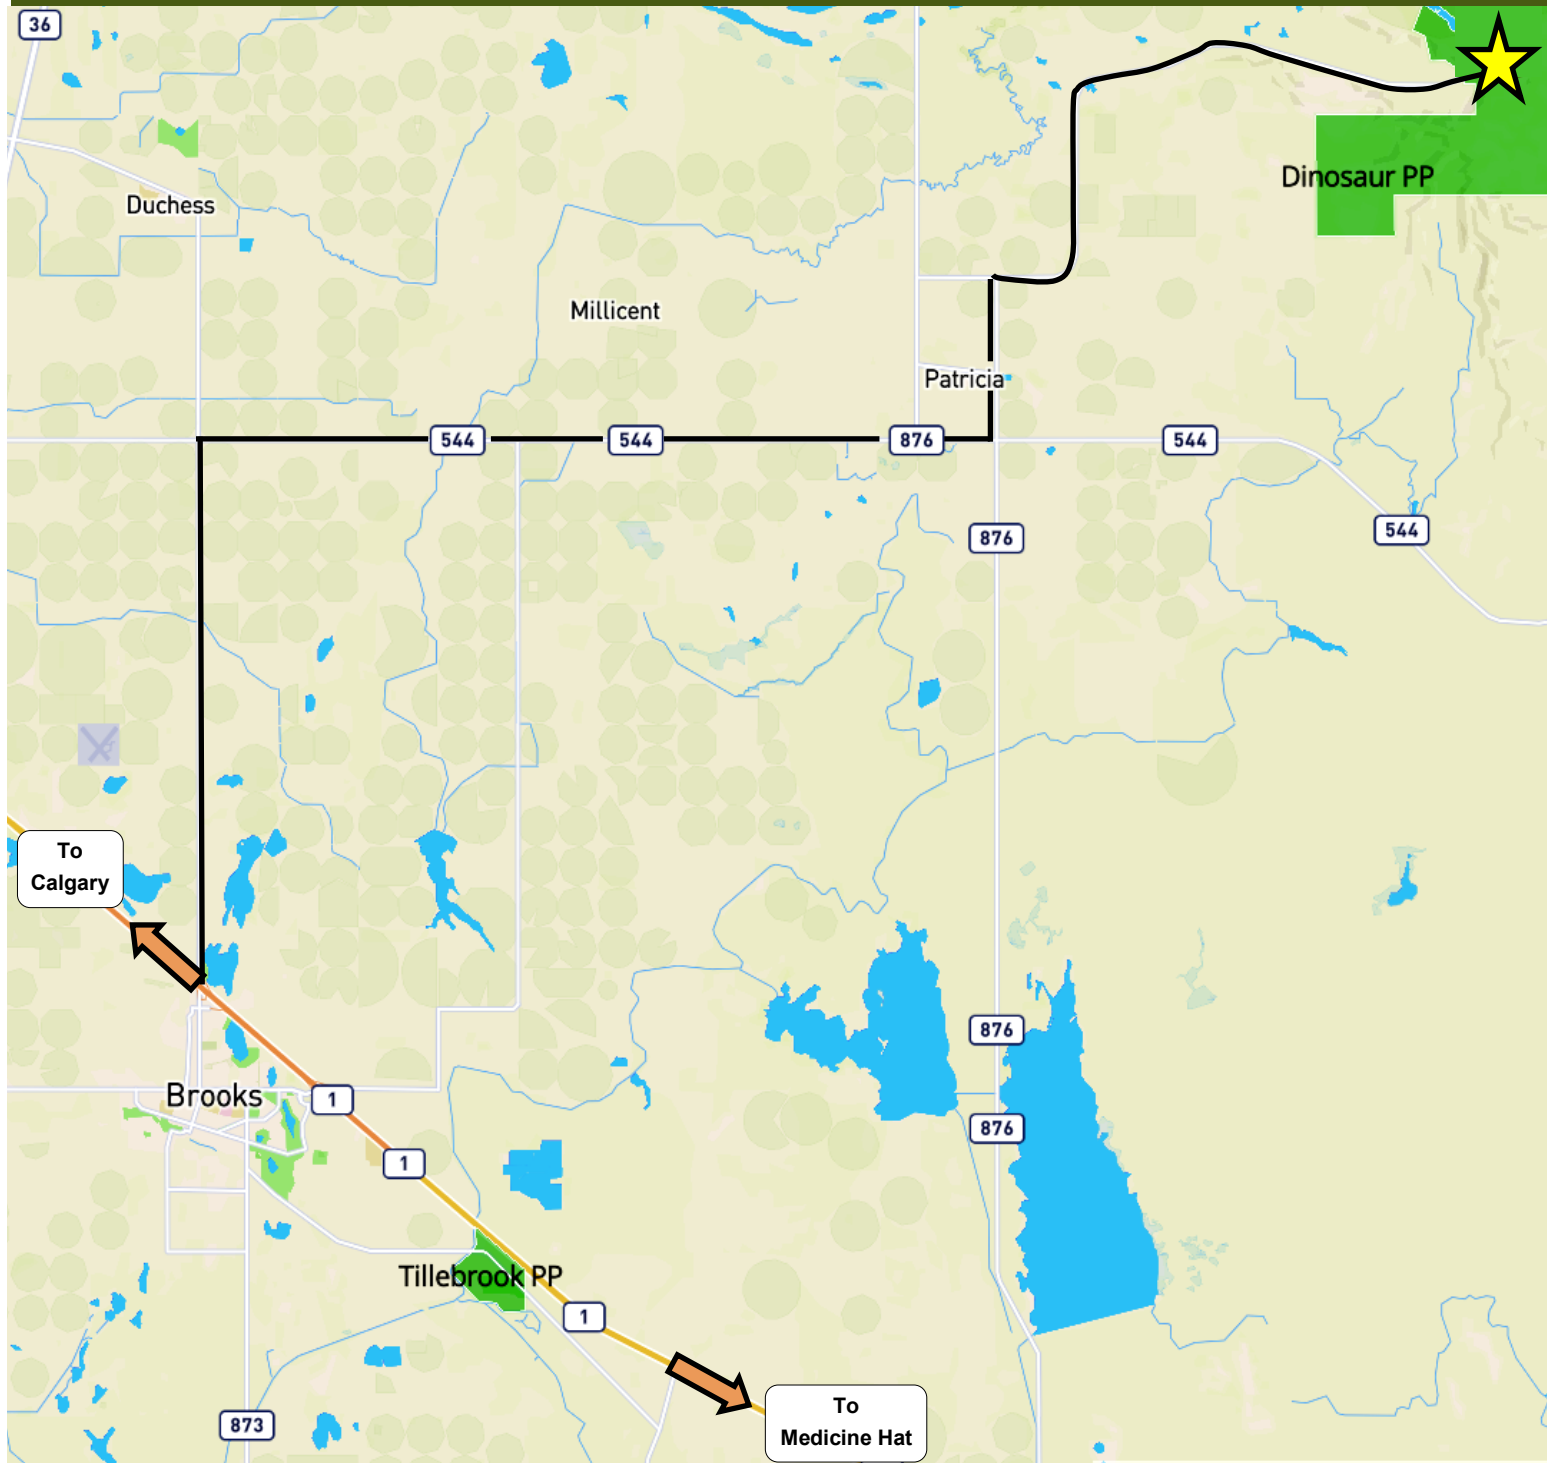 36
Duchess
Dinosaur PP
Millicent
Patricia
544
544
876
544
876
544
To
Calgary
876
Brooks
1
876
1
Tillebrook PP
1
To
Medicine Hat
873